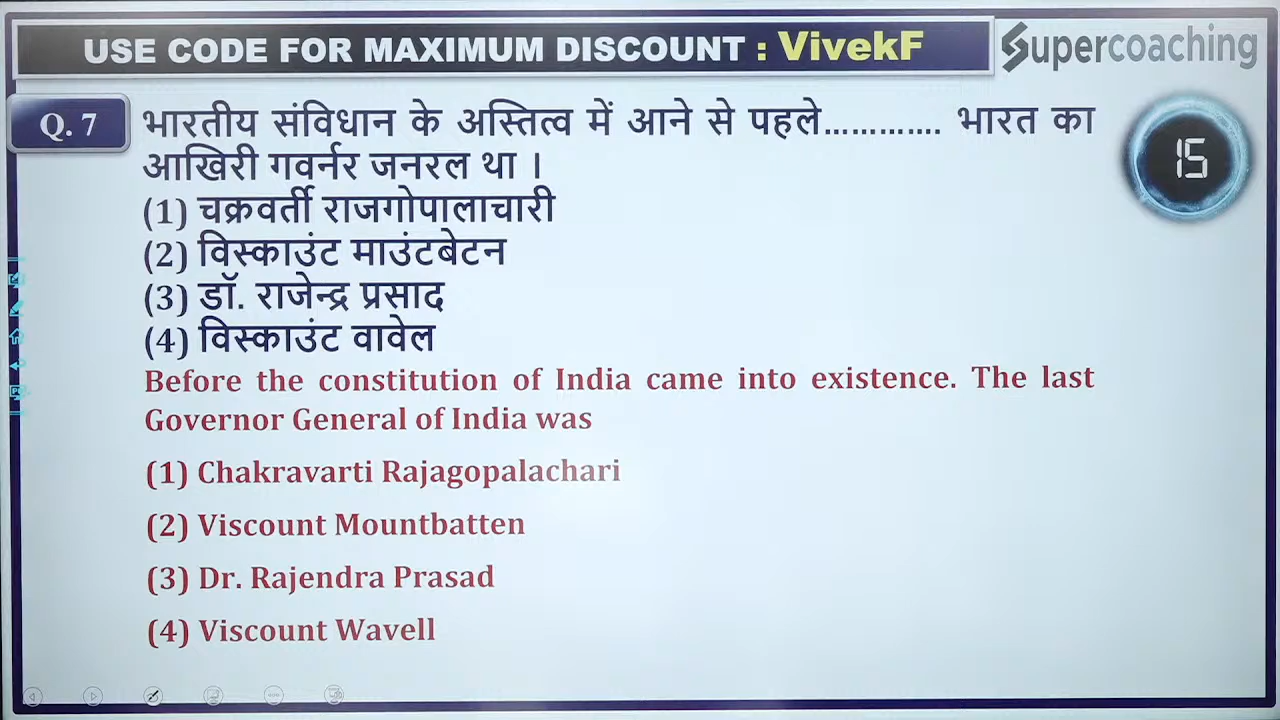 USE CODE FOR MAXIMUM DISCOUNT : VivekF
Supercoaching
Q. 7
भारतीय संविधान के अस्तित्व में आने से पहले............. भारत का
आखिरी गवर्नर जनरल था ।
15
(1) चक्रवर्ती राजगोपालाचारी
(2) विस्काउंट माउंटबेटन
(3) डॉ. राजेन्द्र प्रसाद
(4) विस्काउंट वावेल
Before the constitution of India came into existence. The last
Governor General of India was
(1) Chakravarti Rajagopalachari
(2) Viscount Mountbatten
(3) Dr. Rajendra Prasad
(4) Viscount Wavell